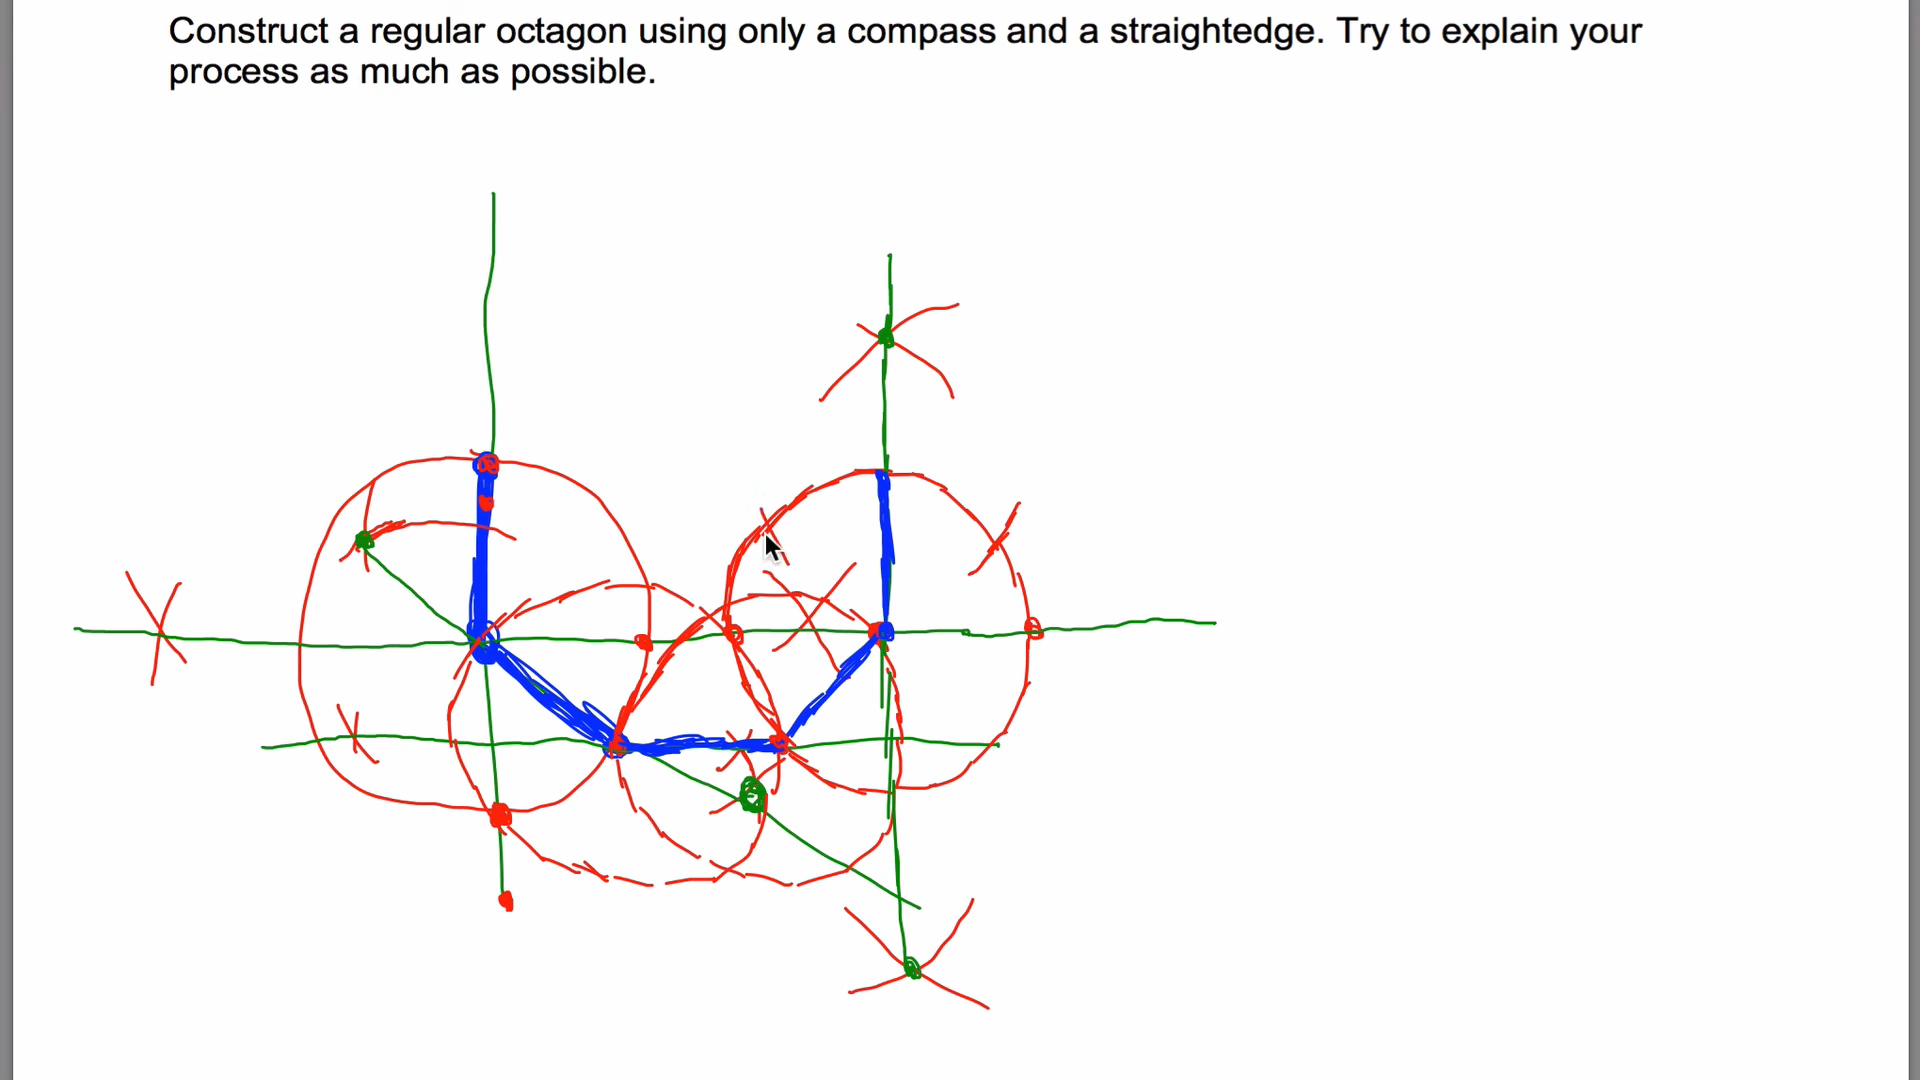 Construct a regular octagon using only a compass and a straightedge. Try to explain your
process as much as possible.